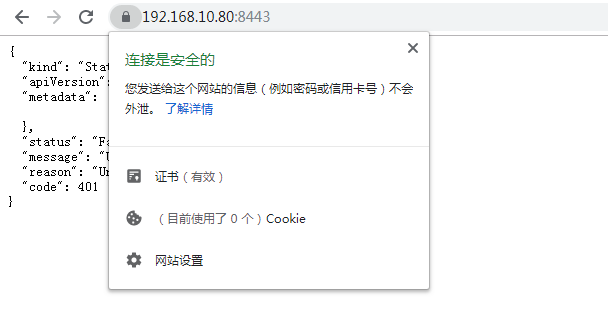 192.168.10.80:8443
{
"kind": "Stat
"apiVersion":
"metadata":
},
"status": "Fa
"message": "U
"reason": "Un
"code": 401
}
连接是安全的
您发送给这个网站的信息（例如密码或信用卡号）不会
外泄。 了解详情
证书（有效）
（目前使用了 0 个）Cookie
网站设置